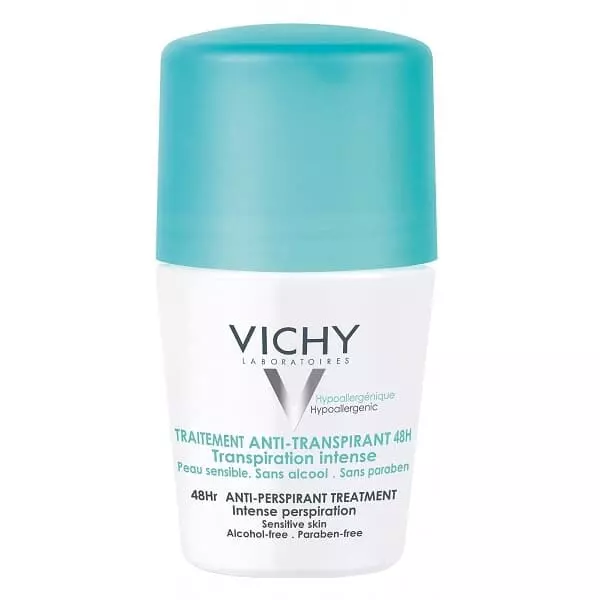 VICHY
LABORATOIRES
V
Hypoallergénique
Hypoallergenic
TRAITEMENT ANTI-TRANSPIRANT 48H
Transpiration intense
Peau sensible. Sans alcool . Sans paraben
48Hr ANTI-PERSPIRANT TREATMENT
Intense perspiration
Sensitive skin
Alcohol-free . Paraben-free